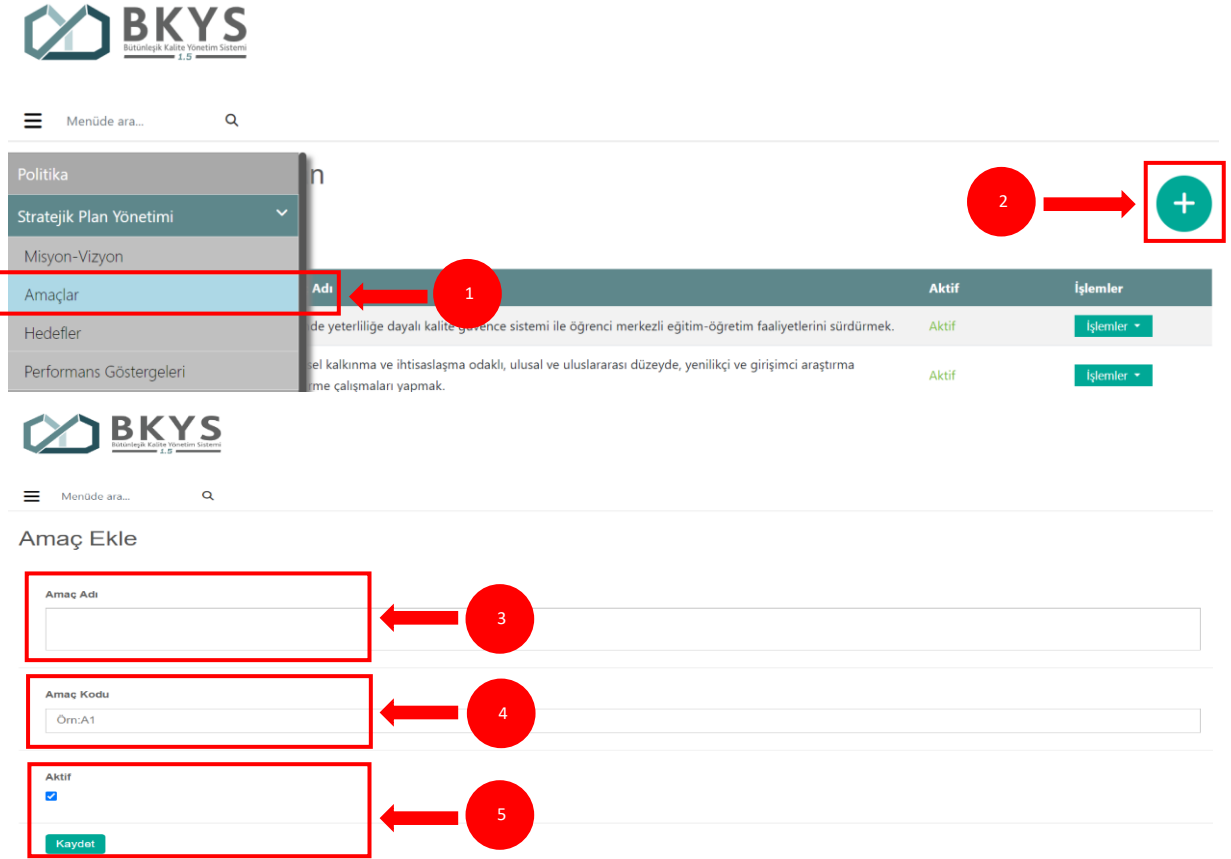 BKYS
Bütünleşik Kalite Yönetim Sistemi
1.5
Menüde ara...
Politika
n
2
Stratejik Plan Yönetimi
Misyon-Vizyon
Amaçlar
1
Adı Aktif İşlemler
Hedefler
de yeterliliğe dayalı kalite güvence sistemi ile öğrenci merkezli eğitim-öğretim faaliyetlerini sürdürmek. Aktif İşlemler
Performans Göstergeleri
sel kalkınma ve ihtisaslaşma odaklı, ulusal ve uluslararası düzeyde, yenilikçi ve girişimci araştırma
rme çalışmaları yapmak. Aktif İşlemler
BKYS
Bütünleşik Kalite Yönetim Sistemi
1.5
Menüde ara...
Amaç Ekle
Amaç Adı
3
Amaç Kodu
Örn:A1
4
Aktif
5
Kaydet